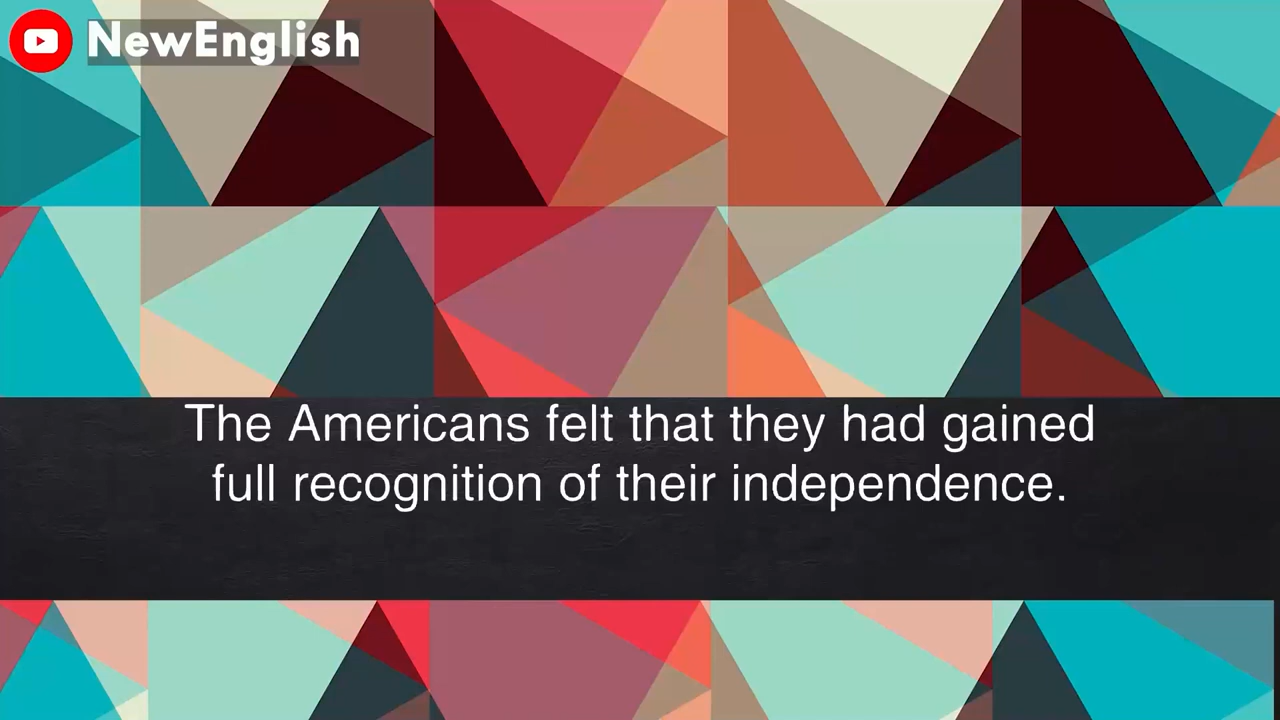 NewEnglish
The Americans felt that they had gained
full recognition of their independence.